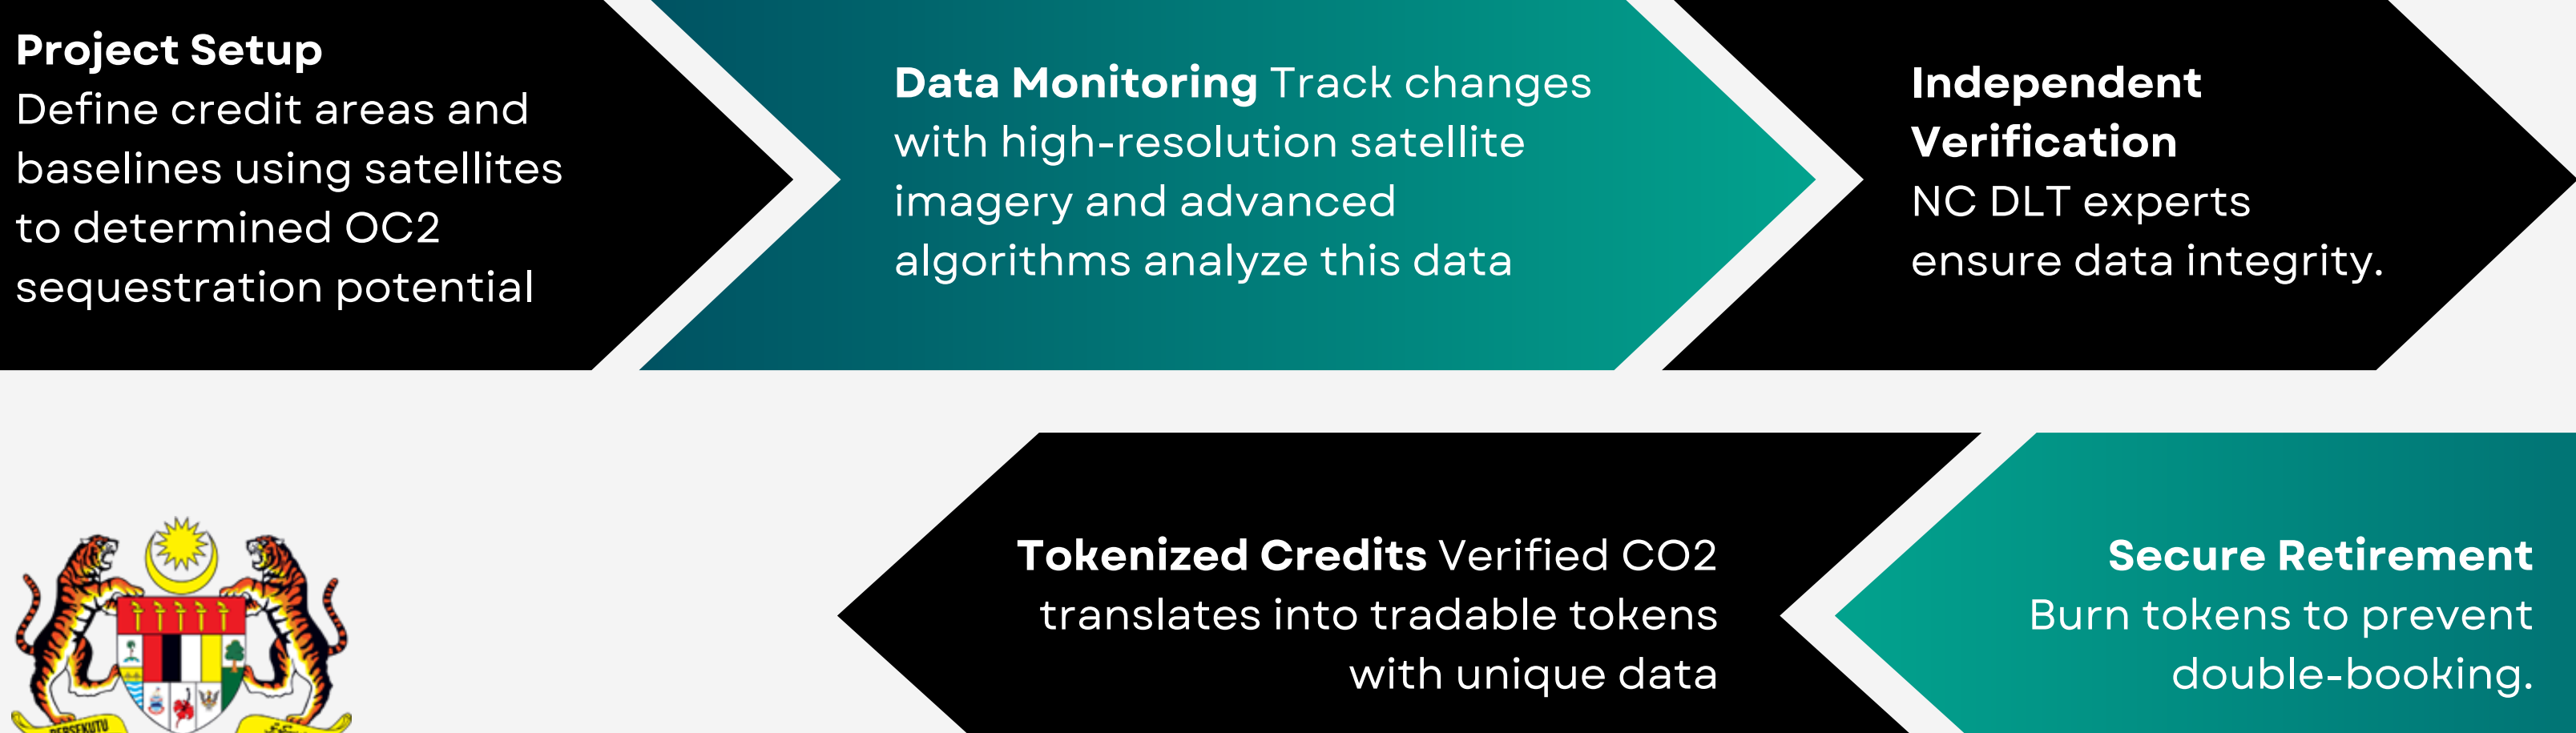 Project Setup
Define credit areas and
baselines using satellites
to determined OC2
sequestration potential
Data Monitoring Track changes
with high-resolution satellite
imagery and advanced
algorithms analyze this data
Independent
Verification
NC DLT experts
ensure data integrity.
Tokenized Credits Verified CO2
translates into tradable tokens
with unique data
Secure Retirement
Burn tokens to prevent
double-booking.
BERSEKUTU